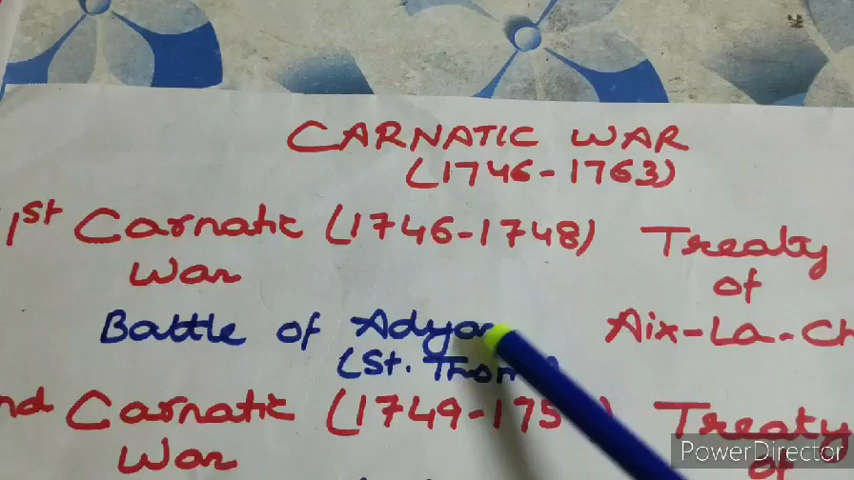 CARNATIC WAR
(1746-1763)
1st Carnatic (1746-1748) Treaty
War of
Battle of Adyar Aix-La-Ch
(St. Thom
nd Carnatic (1749-175 ) Treaty
War of
PowerDirector